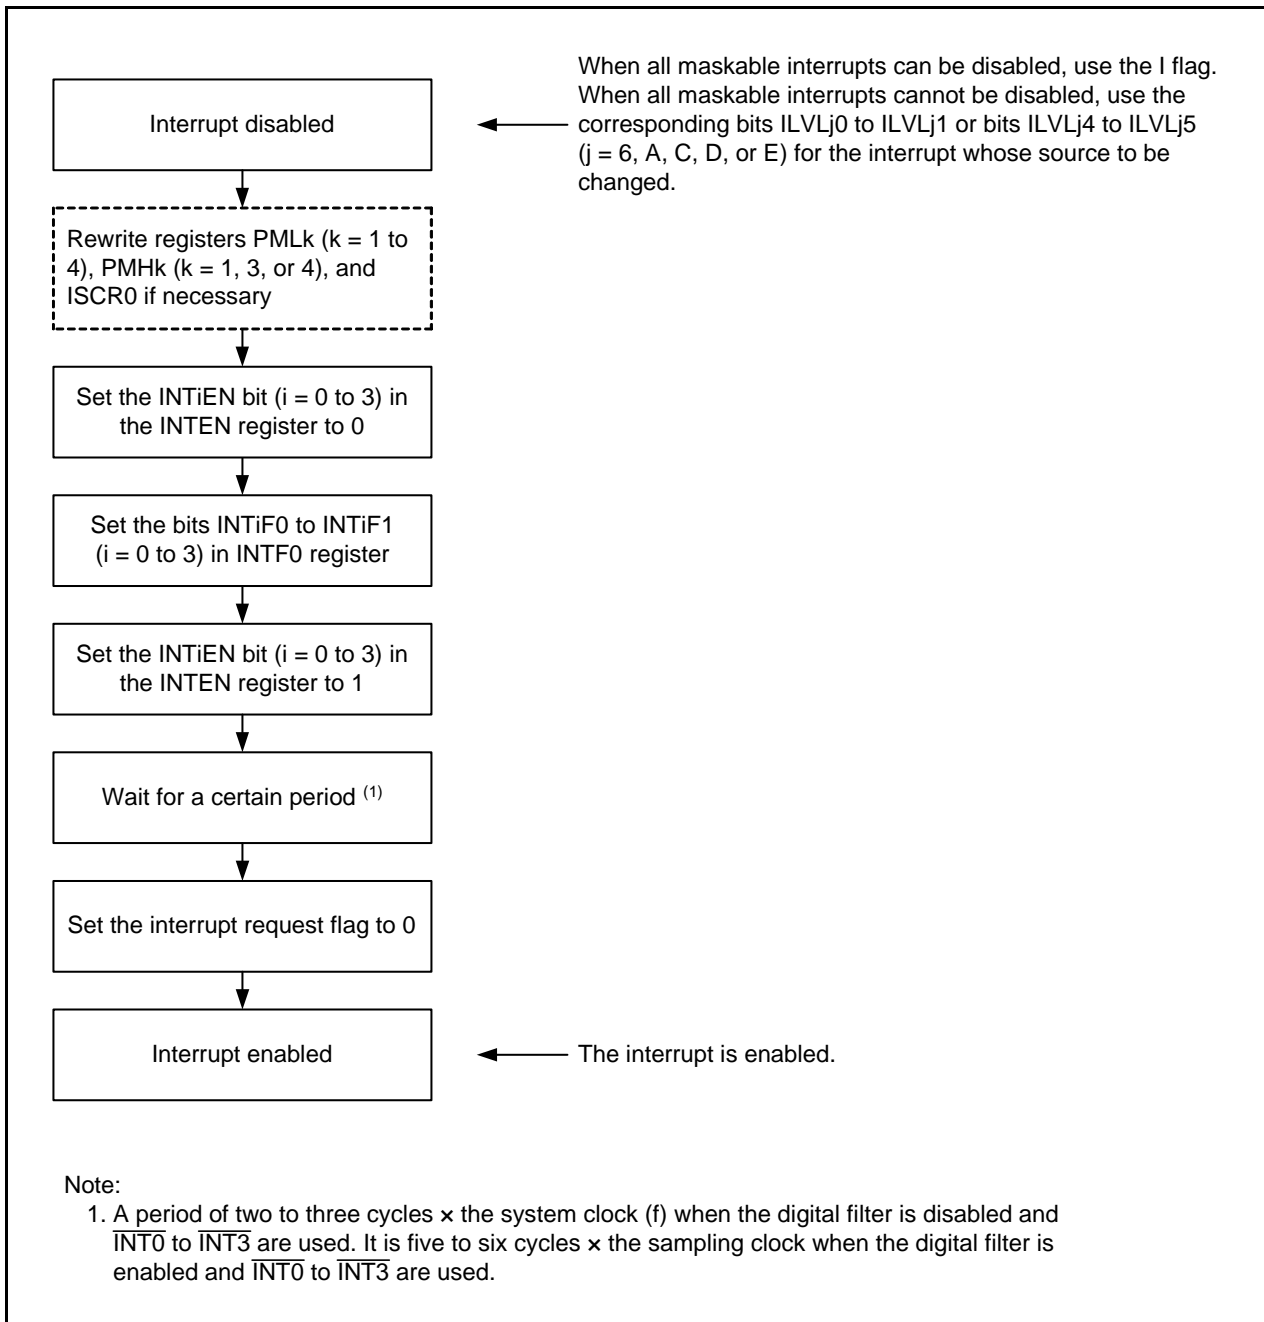 When all maskable interrupts can be disabled, use the I flag.
When all maskable interrupts cannot be disabled, use the
corresponding bits ILVLj0 to ILVLj1 or bits ILVLj4 to ILVLj5
(j = 6, A, C, D, or E) for the interrupt whose source to be
changed.
Interrupt disabled
Rewrite registers PMLk (k = 1 to
4), PMHk (k = 1, 3, or 4), and
ISCR0 if necessary
Set the INTiEN bit (i = 0 to 3) in
the INTEN register to 0
Set the bits INTiF0 to INTiF1
(i = 0 to 3) in INTF0 register
Set the INTiEN bit (i = 0 to 3) in
the INTEN register to 1
Wait for a certain period (1)
Set the interrupt request flag to 0
Interrupt enabled
The interrupt is enabled.
Note:
1. A period of two to three cycles × the system clock (f) when the digital filter is disabled and
I̅N̅T̅0̅ to I̅N̅T̅3̅ are used. It is five to six cycles × the sampling clock when the digital filter is
enabled and I̅N̅T̅0̅ to I̅N̅T̅3̅ are used.